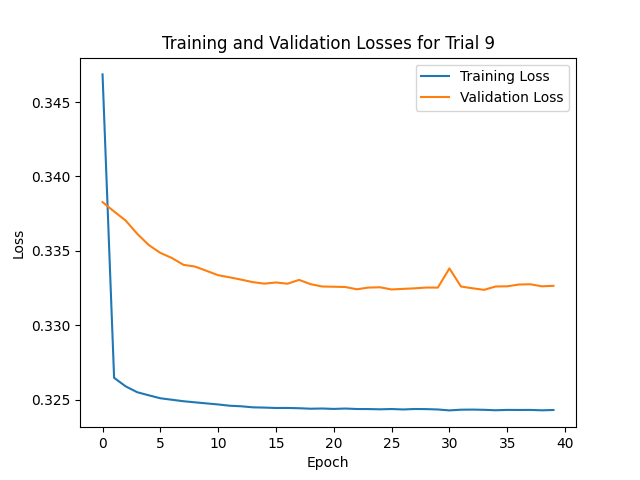 Training and Validation Losses for Trial 9
Training Loss
Validation Loss
0.345
0.340
0.335
0.330
0.325
Loss
0 5 10 15 20 25 30 35 40
Epoch